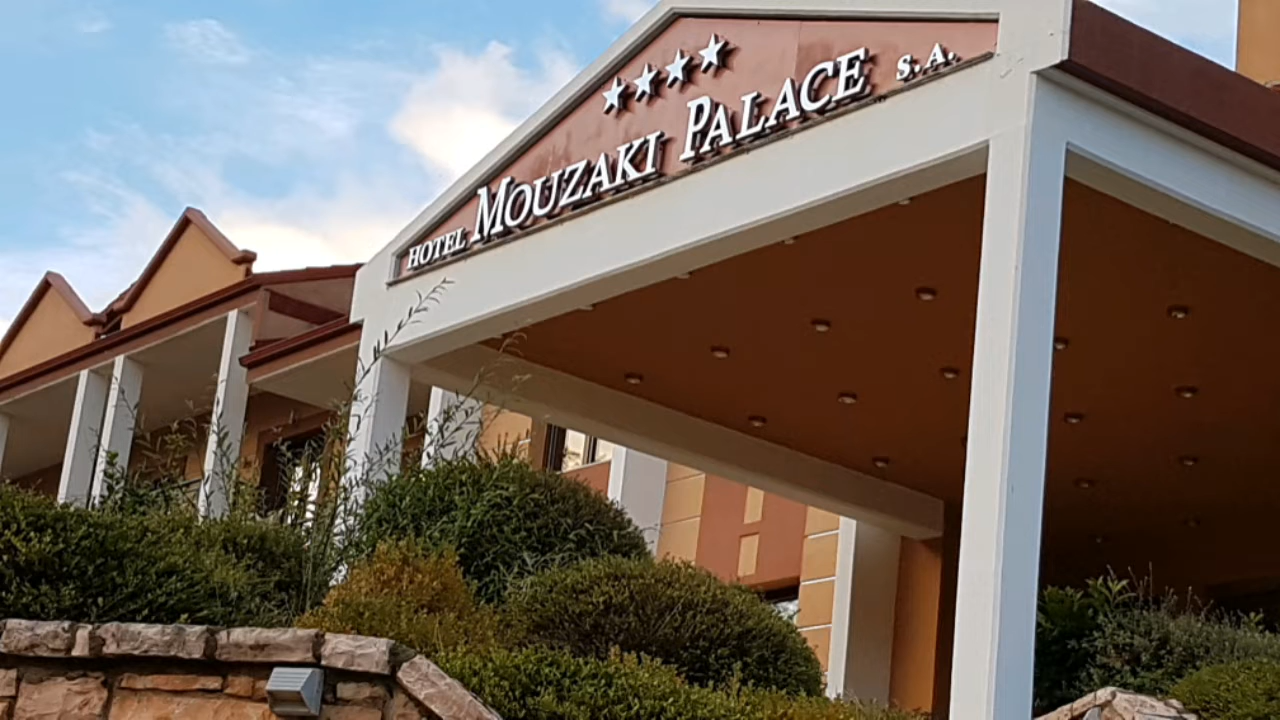 ★★★★
HOTEL MOUZAKI PALACE S.A.